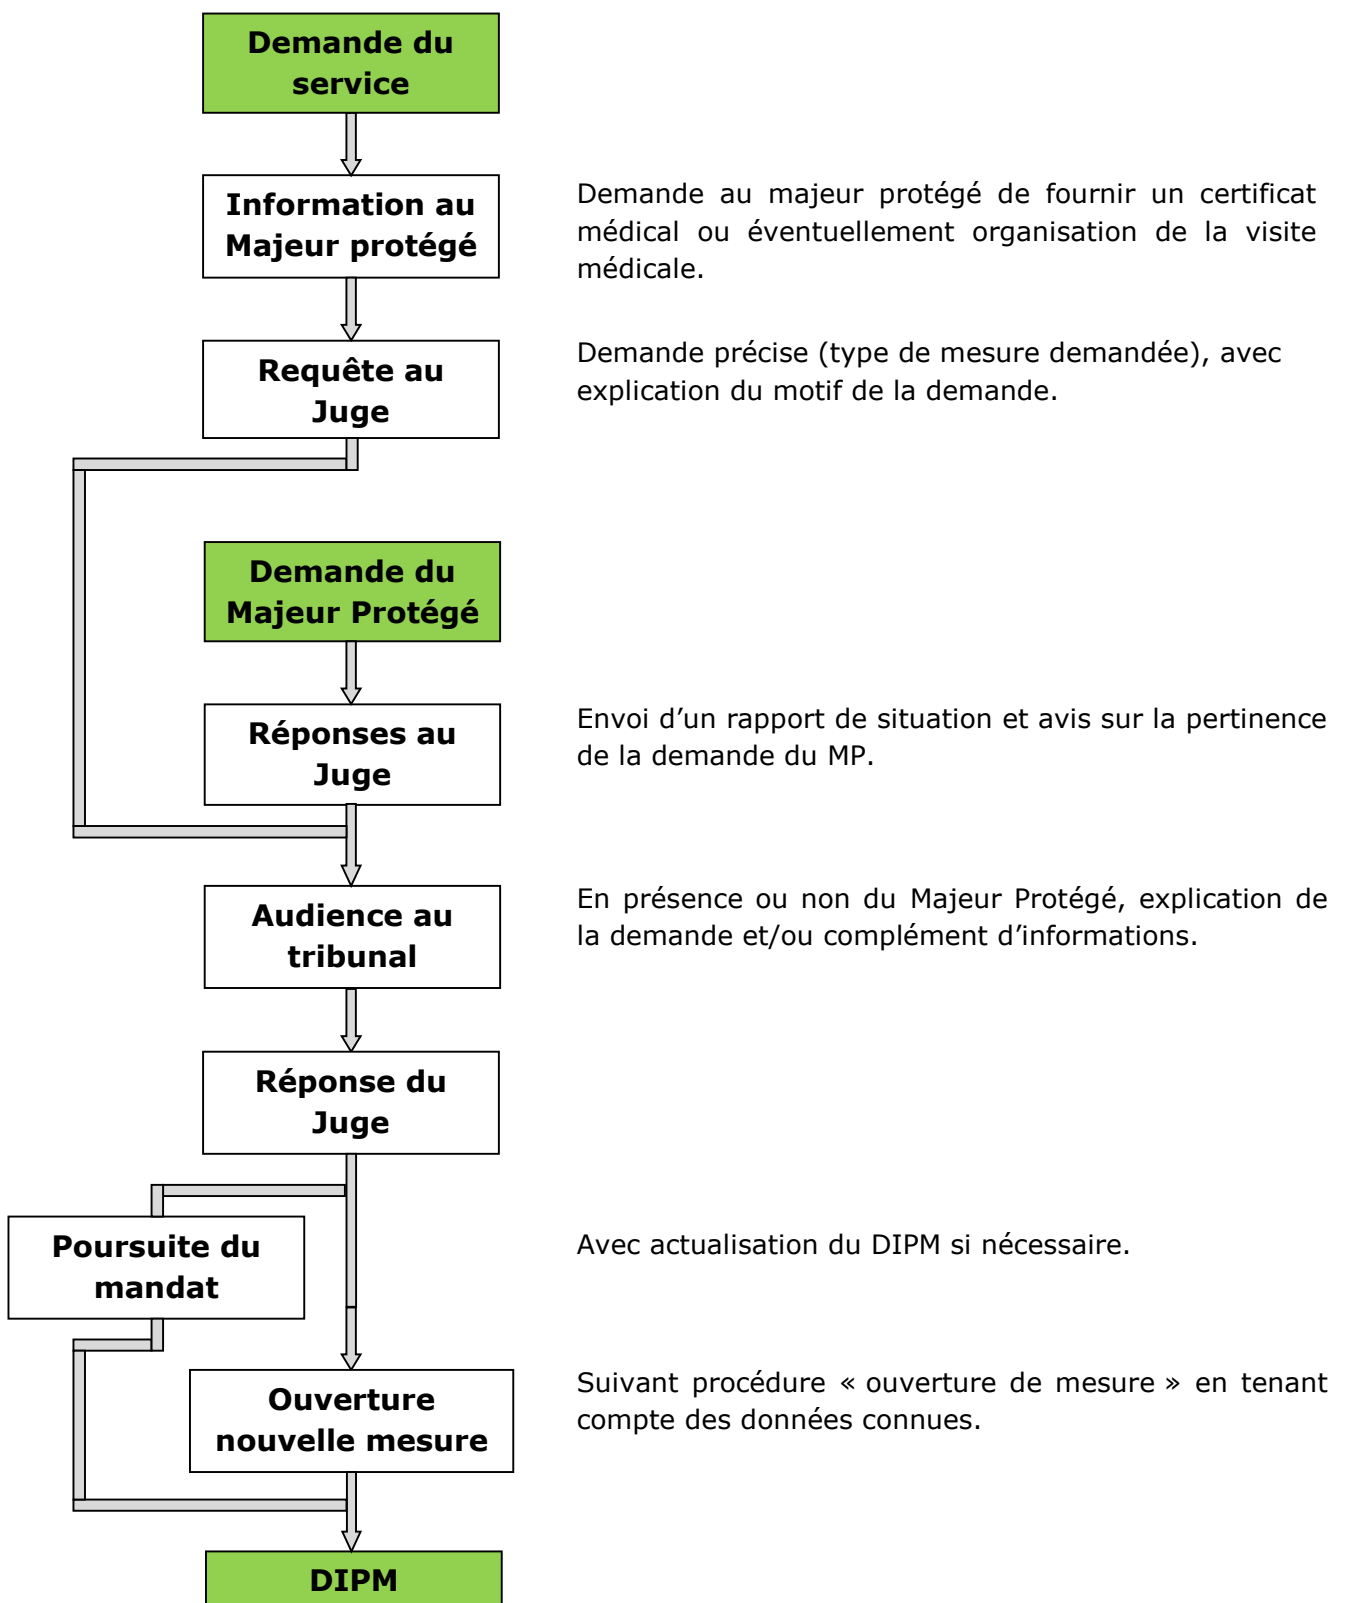 Demande du
service
Information au
Majeur protégé
Demande au majeur protégé de fournir un certificat
médical ou éventuellement organisation de la visite
médicale.
Requête au
Juge
Demande précise (type de mesure demandée), avec
explication du motif de la demande.
Demande du
Majeur Protégé
Réponses au
Juge
Envoi d’un rapport de situation et avis sur la pertinence
de la demande du MP.
Audience au
tribunal
En présence ou non du Majeur Protégé, explication de
la demande et/ou complément d’informations.
Réponse du
Juge
Poursuite du
mandat
Avec actualisation du DIPM si nécessaire.
Ouverture
nouvelle mesure
Suivant procédure « ouverture de mesure » en tenant
compte des données connues.
DIPM